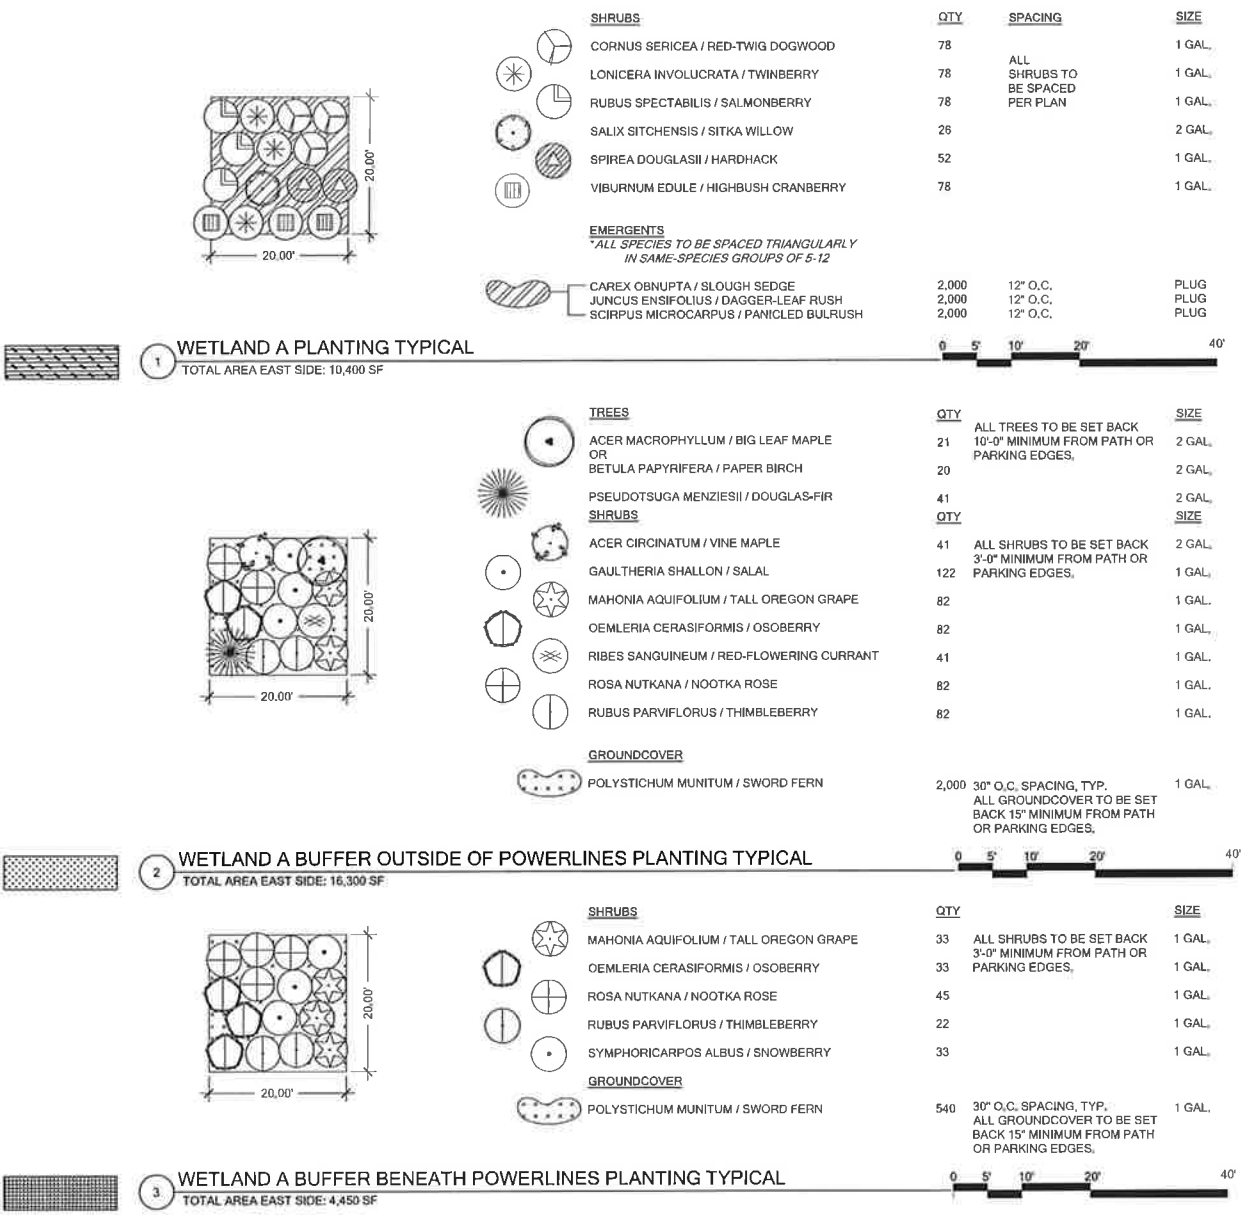 SHRUBS QTY SPACING SIZE
CORNUS SERICEA / RED-TWIG DOGWOOD 78 1 GAL.
ALL
LONICERA INVOLUCRATA / TWINBERRY 78 SHRUBS TO 1 GAL.
BE SPACED
RUBUS SPECTABILIS / SALMONBERRY 78 PER PLAN 1 GAL.
SALIX SITCHENSIS / SITKA WILLOW 26 2 GAL.
SPIREA DOUGLASII / HARDHACK 52 1 GAL.
VIBURNUM EDULE / HIGHBUSH CRANBERRY 78 1 GAL.
20.00'
20.00'
EMERGENTS
*ALL SPECIES TO BE SPACED TRIANGULARLY
IN SAME-SPECIES GROUPS OF 5-12
CAREX OBNUPTA / SLOUGH SEDGE 2,000 12" O.C. PLUG
JUNCUS ENSIFOLIUS / DAGGER-LEAF RUSH 2,000 12" O.C. PLUG
SCIRPUS MICROCARPUS / PANICLED BULRUSH 2,000 12" O.C. PLUG
1 WETLAND A PLANTING TYPICAL 0 5' 10' 20' 40'
TOTAL AREA EAST SIDE: 10,400 SF
TREES QTY SIZE
ALL TREES TO BE SET BACK
ACER MACROPHYLLUM / BIG LEAF MAPLE 21 10'-0" MINIMUM FROM PATH OR 2 GAL.
OR PARKING EDGES.
BETULA PAPYRIFERA / PAPER BIRCH 20 2 GAL.
PSEUDOTSUGA MENZIESII / DOUGLAS-FIR 41 2 GAL.
SHRUBS QTY SIZE
ACER CIRCINATUM / VINE MAPLE 41 ALL SHRUBS TO BE SET BACK 2 GAL.
3'-0" MINIMUM FROM PATH OR
GAULTHERIA SHALLON / SALAL 122 PARKING EDGES. 1 GAL.
MAHONIA AQUIFOLIUM / TALL OREGON GRAPE 82 1 GAL.
OEMLERIA CERASIFORMIS / OSOBERRY 82 1 GAL.
RIBES SANGUINEUM / RED-FLOWERING CURRANT 41 1 GAL.
ROSA NUTKANA / NOOTKA ROSE 82 1 GAL.
RUBUS PARVIFLORUS / THIMBLEBERRY 82 1 GAL.
20.00'
20.00'
GROUNDCOVER
POLYSTICHUM MUNITUM / SWORD FERN 2,000 30" O.C. SPACING, TYP. 1 GAL.
ALL GROUNDCOVER TO BE SET
BACK 15" MINIMUM FROM PATH
OR PARKING EDGES.
2 WETLAND A BUFFER OUTSIDE OF POWERLINES PLANTING TYPICAL 0 5' 10' 20' 40'
TOTAL AREA EAST SIDE: 16,300 SF
SHRUBS QTY SIZE
MAHONIA AQUIFOLIUM / TALL OREGON GRAPE 33 ALL SHRUBS TO BE SET BACK 1 GAL.
3'-0" MINIMUM FROM PATH OR
OEMLERIA CERASIFORMIS / OSOBERRY 33 PARKING EDGES. 1 GAL.
ROSA NUTKANA / NOOTKA ROSE 45 1 GAL.
RUBUS PARVIFLORUS / THIMBLEBERRY 22 1 GAL.
SYMPHORICARPOS ALBUS / SNOWBERRY 33 1 GAL.
20.00'
20.00'
GROUNDCOVER
POLYSTICHUM MUNITUM / SWORD FERN 540 30" O.C. SPACING, TYP. 1 GAL.
ALL GROUNDCOVER TO BE SET
BACK 15" MINIMUM FROM PATH
OR PARKING EDGES.
3 WETLAND A BUFFER BENEATH POWERLINES PLANTING TYPICAL 0 5' 10' 20' 40'
TOTAL AREA EAST SIDE: 4,450 SF